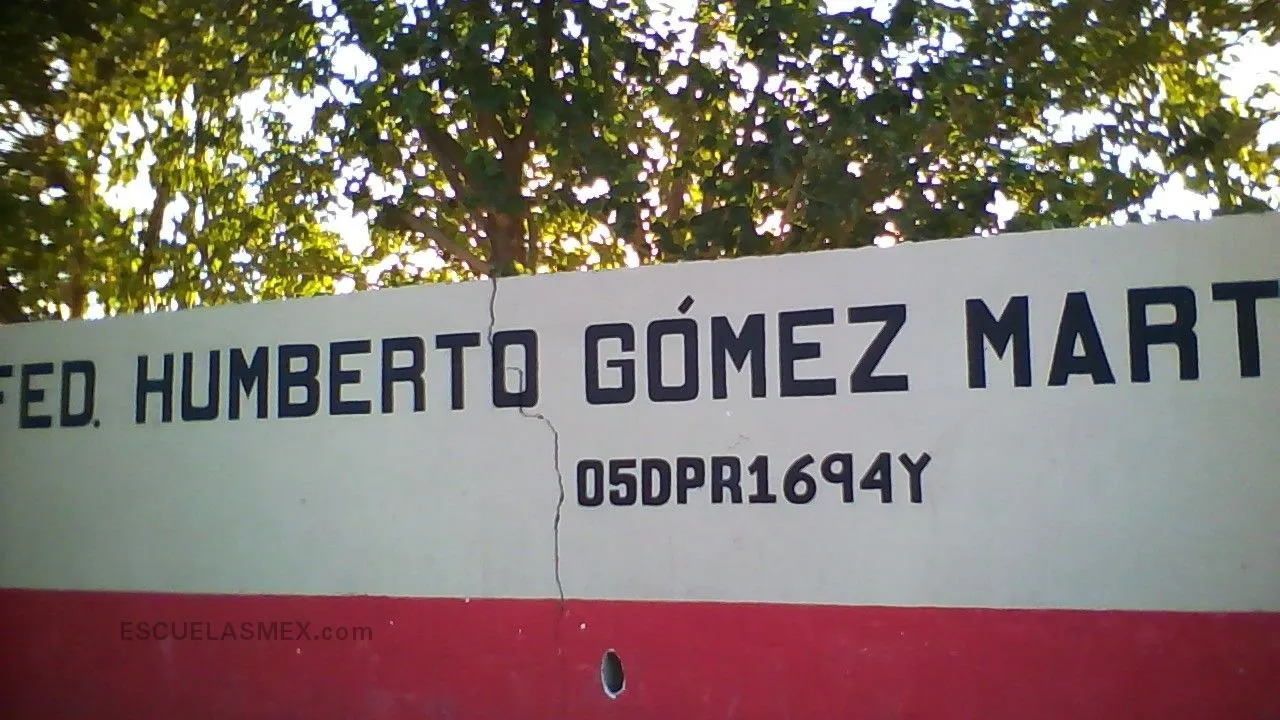 FED. HUMBERTO GÓMEZ MART
05DPR1694Y
ESCUELASMEX.com